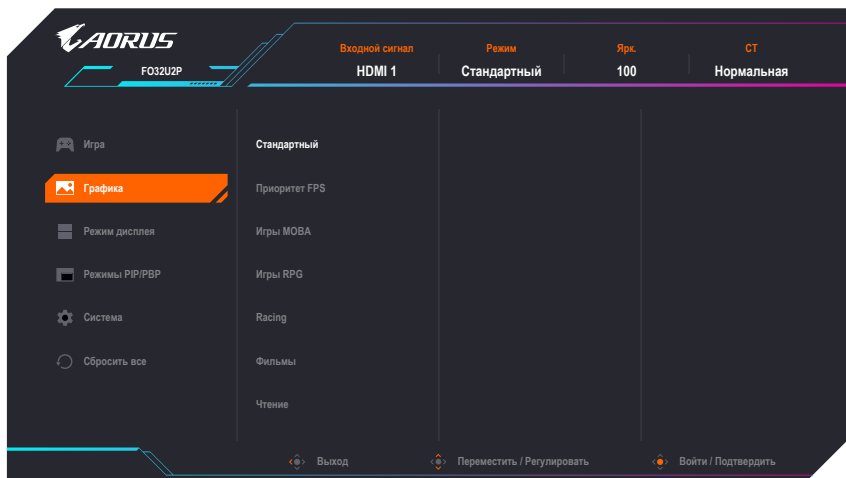 AORUS
FO32U2P
Входной сигнал Режим Ярк. СТ
HDMI 1 Стандартный 100 Нормальная
Игра Стандартный
Графика Приоритет FPS
Режим дисплея Игры MOBA
Режимы PIP/PBP Игры RPG
Система Racing
Сбросить все Фильмы
Чтение
Выход Переместить / Регулировать Войти / Подтвердить